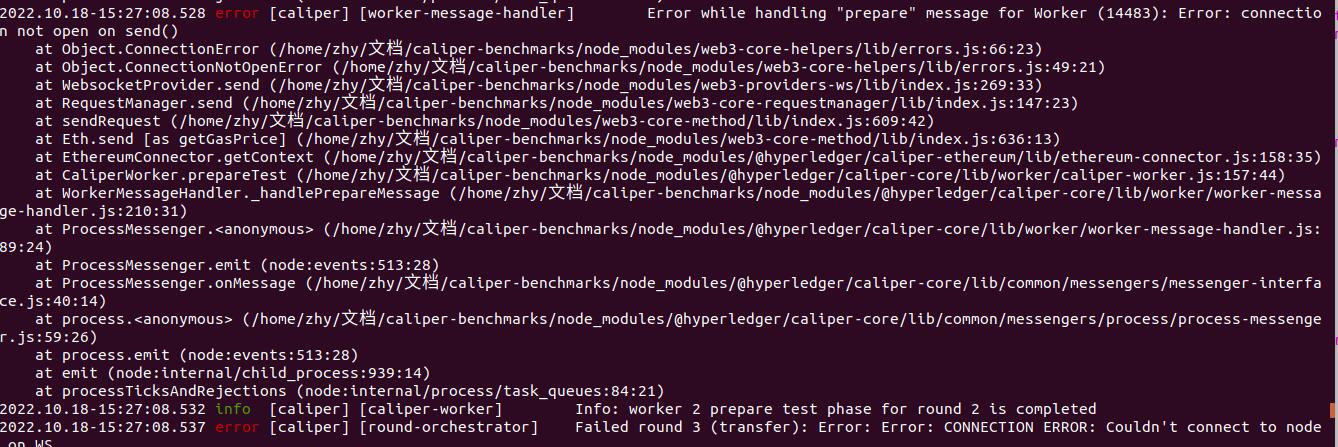 2022.10.18-15:27:08.528 error [caliper] [worker-message-handler]        Error while handling "prepare" message for Worker (14483): Error: connectio
n not open on send()
    at Object.ConnectionError (/home/zhy/文档/caliper-benchmarks/node_modules/web3-core-helpers/lib/errors.js:66:23)
    at Object.ConnectionNotOpenError (/home/zhy/文档/caliper-benchmarks/node_modules/web3-core-helpers/lib/errors.js:49:21)
    at WebsocketProvider.send (/home/zhy/文档/caliper-benchmarks/node_modules/web3-providers-ws/lib/index.js:269:33)
    at RequestManager.send (/home/zhy/文档/caliper-benchmarks/node_modules/web3-core-requestmanager/lib/index.js:147:23)
    at sendRequest (/home/zhy/文档/caliper-benchmarks/node_modules/web3-core-method/lib/index.js:609:42)
    at Eth.send [as getGasPrice] (/home/zhy/文档/caliper-benchmarks/node_modules/web3-core-method/lib/index.js:636:13)
    at EthereumConnector.getContext (/home/zhy/文档/caliper-benchmarks/node_modules/@hyperledger/caliper-ethereum/lib/ethereum-connector.js:158:35)
    at CaliperWorker.prepareTest (/home/zhy/文档/caliper-benchmarks/node_modules/@hyperledger/caliper-core/lib/worker/caliper-worker.js:157:44)
    at WorkerMessageHandler._handlePrepareMessage (/home/zhy/文档/caliper-benchmarks/node_modules/@hyperledger/caliper-core/lib/worker/worker-messa
ge-handler.js:210:31)
    at ProcessMessenger.<anonymous> (/home/zhy/文档/caliper-benchmarks/node_modules/@hyperledger/caliper-core/lib/worker/worker-message-handler.js:
89:24)
    at ProcessMessenger.emit (node:events:513:28)
    at ProcessMessenger.onMessage (/home/zhy/文档/caliper-benchmarks/node_modules/@hyperledger/caliper-core/lib/common/messengers/messenger-interfa
ce.js:40:14)
    at process.<anonymous> (/home/zhy/文档/caliper-benchmarks/node_modules/@hyperledger/caliper-core/lib/common/messengers/process/process-messenge
r.js:59:26)
    at process.emit (node:events:513:28)
    at emit (node:internal/child_process:939:14)
    at processTicksAndRejections (node:internal/process/task_queues:84:21)
2022.10.18-15:27:08.532 info  [caliper] [caliper-worker]        Info: worker 2 prepare test phase for round 2 is completed
2022.10.18-15:27:08.537 error [caliper] [round-orchestrator]    Failed round 3 (transfer): Error: Error: CONNECTION ERROR: Couldn't connect to node
 on WS